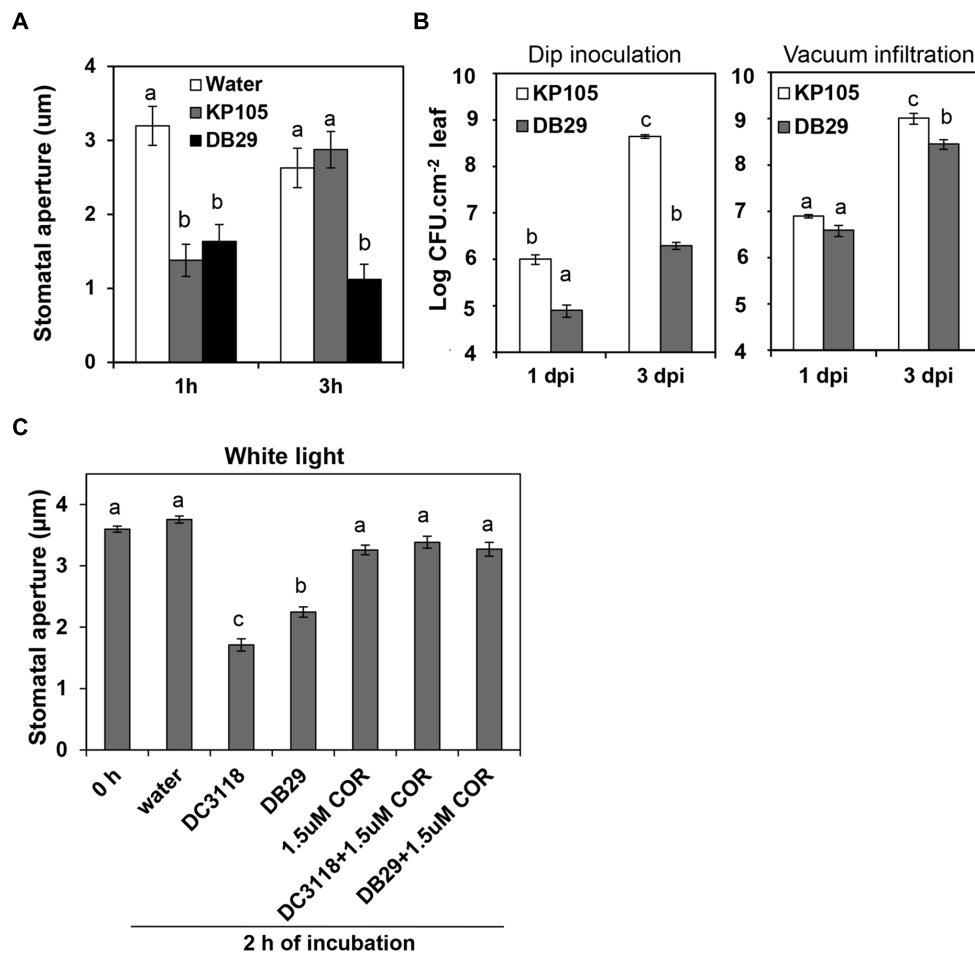 A
Stomatal aperture (um)
4
3
2
1
0
Water
KP105
DB29
a
b
b
a
a
b
1h
3h
B
Dip inoculation
Log CFU.cm-2 leaf
10
9
8
7
6
5
4
KP105
DB29
b
a
c
b
1 dpi
3 dpi
Vacuum infiltration
10
9
8
7
6
5
4
KP105
DB29
a
a
c
b
1 dpi
3 dpi
C
White light
Stomatal aperture (μm)
4
3
2
1
0
a
a
c
b
a
a
a
0 h
water
DC3118
DB29
1.5uM COR
DC3118+1.5uM COR
DB29+1.5uM COR
2 h of incubation